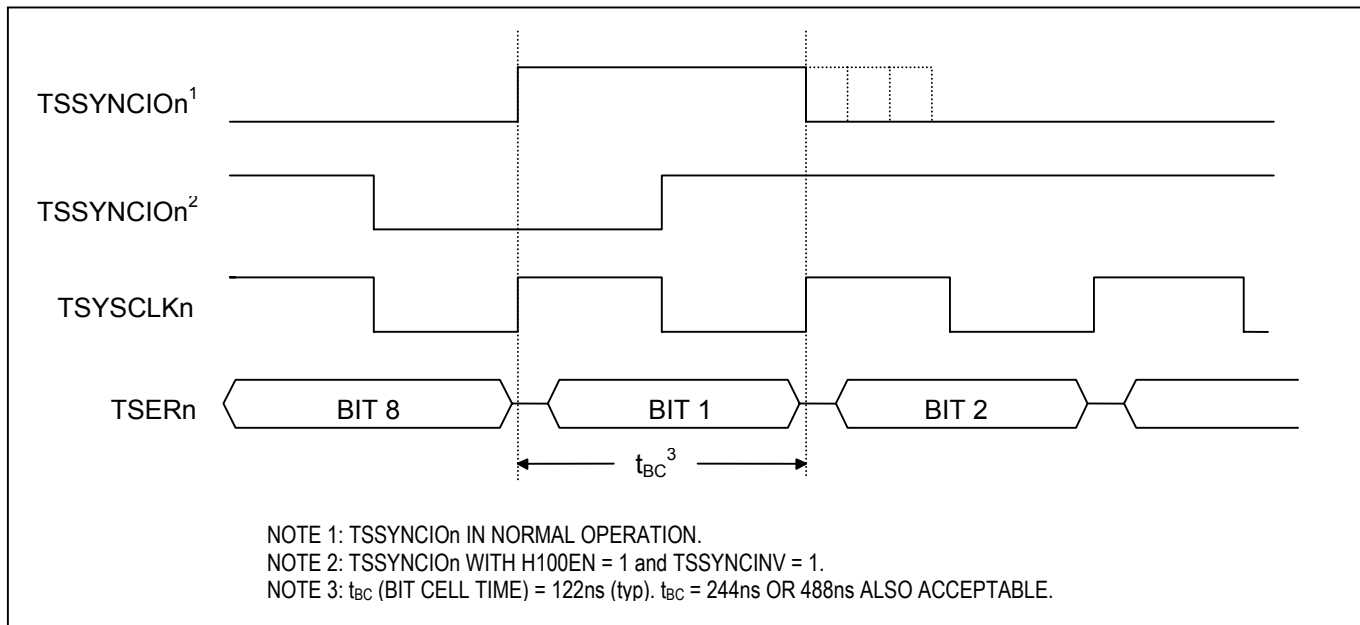 TSSYNCIOn¹
TSSYNCIOn²
TSYSCLKn
TSERn
BIT 8
BIT 1
BIT 2
tBC³
NOTE 1: TSSYNCIOn IN NORMAL OPERATION.
NOTE 2: TSSYNCIOn WITH H100EN = 1 and TSSYNCINV = 1.
NOTE 3: tBC (BIT CELL TIME) = 122ns (typ). tBC = 244ns OR 488ns ALSO ACCEPTABLE.